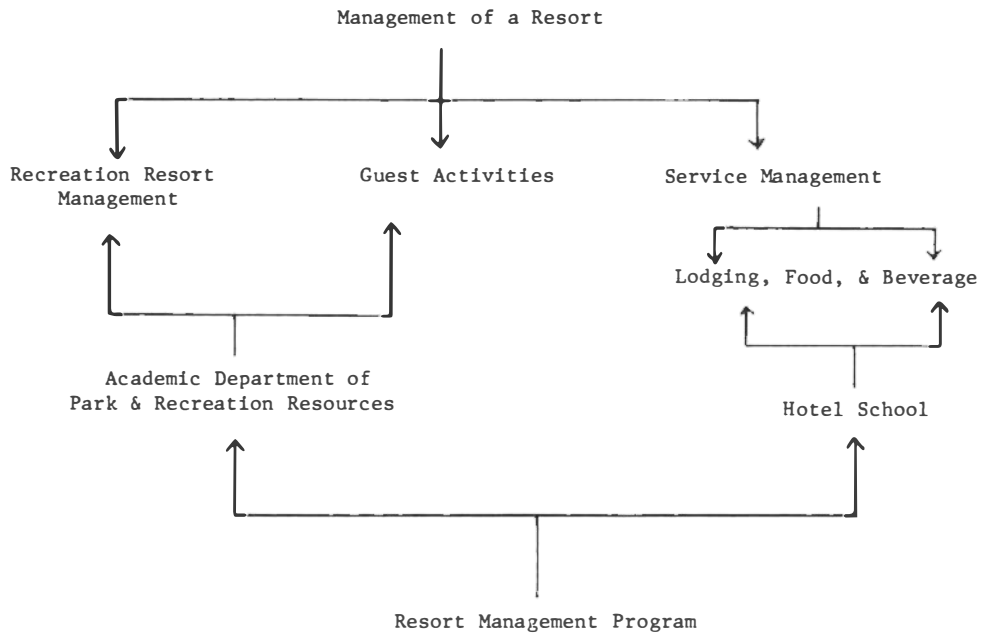 Management of a Resort
Recreation Resort
Management
Guest Activities
Service Management
Lodging, Food, & Beverage
Academic Department of
Park & Recreation Resources
Hotel School
Resort Management Program